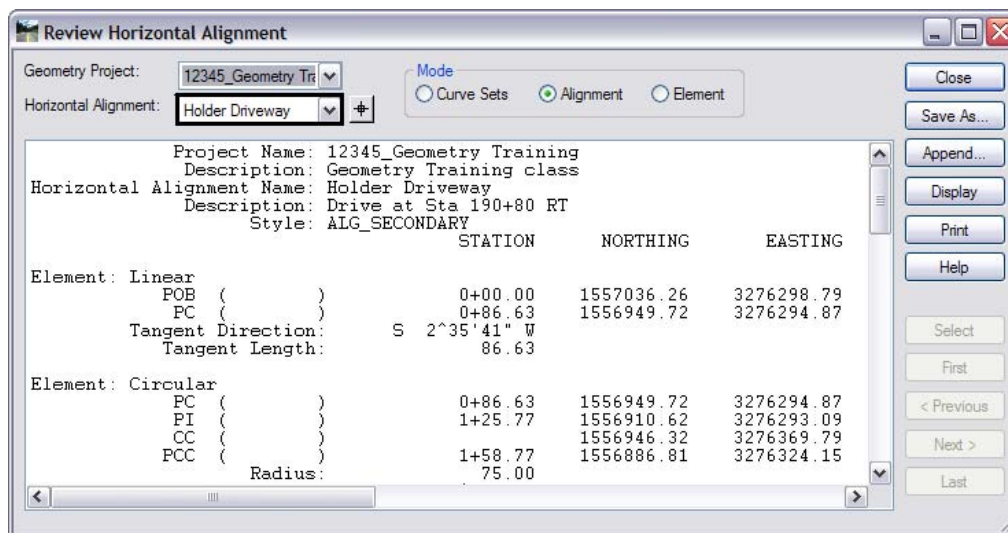 Review Horizontal Alignment
Geometry Project: 12345_Geometry Tr
Horizontal Alignment: Holder Driveway
Mode
Curve Sets Alignment Element
Close
Save As...
Append...
Display
Print
Help
Select
First
< Previous
Next >
Last
Project Name: 12345_Geometry Training
Description: Geometry Training class
Horizontal Alignment Name: Holder Driveway
Description: Drive at Sta 190+80 RT
Style: ALG_SECONDARY
STATION NORTHING EASTING
Element: Linear
POB ( ) 0+00.00 1557036.26 3276298.79
PC ( ) 0+86.63 1556949.72 3276294.87
Tangent Direction: S 2^35'41" W
Tangent Length: 86.63
Element: Circular
PC ( ) 0+86.63 1556949.72 3276294.87
PI ( ) 1+25.77 1556910.62 3276293.09
CC ( ) 1556946.32 3276369.79
PCC ( ) 1+58.77 1556886.81 3276324.15
Radius: 75.00